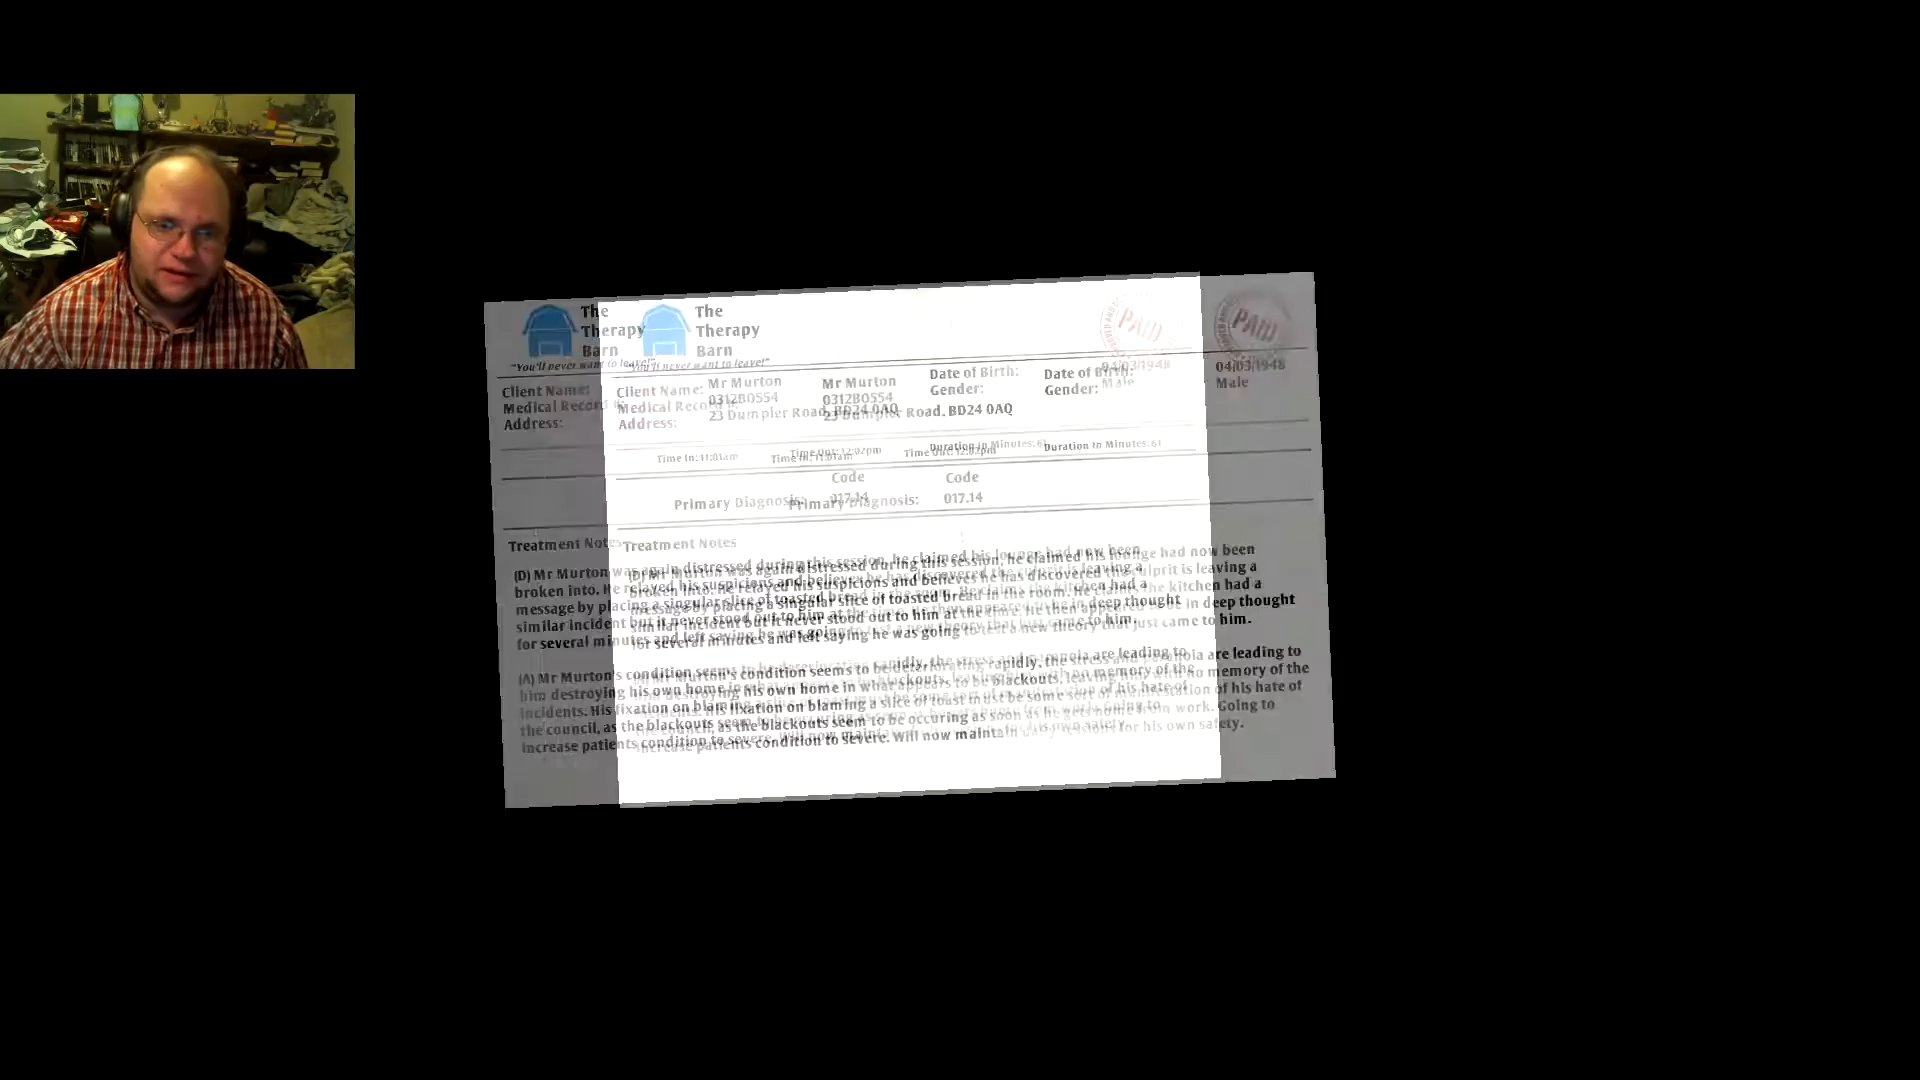 The
Therapy
Barn
"You'll never want to leave!"
PAID
Client Name: Mr Murton
Date of Birth: 04/03/1948
Medical Record 0312B0554
Gender: Male
Address: 23 Dumpler Road, BD24 0AQ
Time In: 11:01am Time Out: 12:02pm Duration in Minutes: 61
Code
Primary Diagnosis: 017.14
Treatment Notes
(D) Mr Murton was again distressed during this session, he claimed his lounge had now been
broken into. He relayed his suspicions and believes he has discovered the culprit is leaving a
message by placing a singular slice of toasted bread in the room. He claims the kitchen had a
similar incident but it never stood out to him at the time. He then appeared to be in deep thought
for several minutes and left saying he was going to test a new theory that just came to him.
(A) Mr Murton's condition seems to be deteriorating rapidly, the stress and paranoia are leading to
him destroying his own home in what appears to be blackouts, leaving him with no memory of the
incidents. His fixation on blaming a slice of toast must be some sort of manifestation of his hate of
the council, as the blackouts seem to be occuring as soon as he gets home from work. Going to
increase patients condition to severe. Will now maintain daily sessions for his own safety.